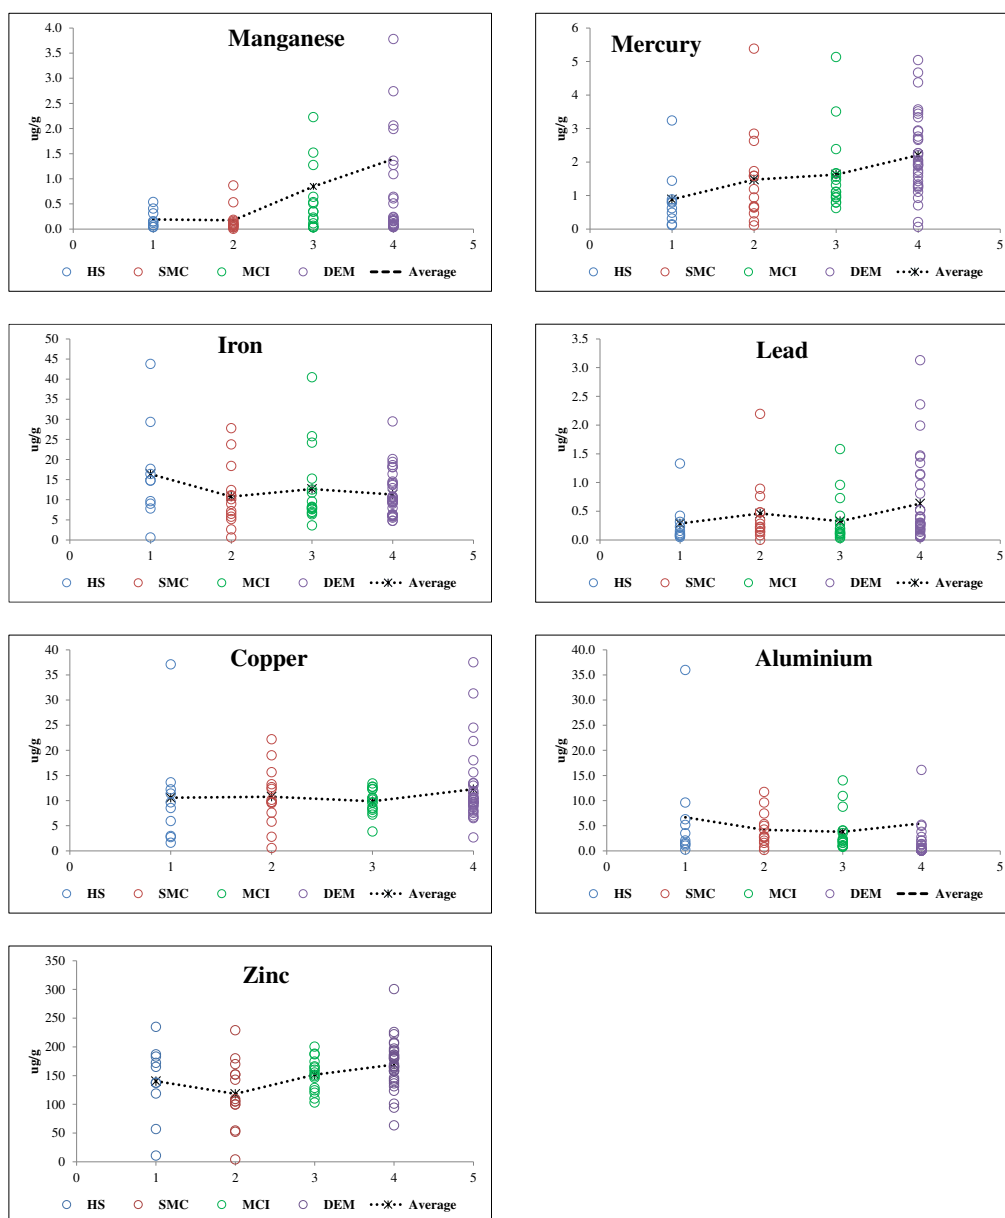 Manganese
ug/g
4.0
3.5
3.0
2.5
2.0
1.5
1.0
0.5
0.0
0 1 2 3 4 5
HS SMC MCI DEM Average
Mercury
ug/g
6
5
4
3
2
1
0
0 1 2 3 4 5
HS SMC MCI DEM Average
Iron
ug/g
50
45
40
35
30
25
20
15
10
5
0
0 1 2 3 4 5
HS SMC MCI DEM Average
Lead
ug/g
3.5
3.0
2.5
2.0
1.5
1.0
0.5
0.0
0 1 2 3 4 5
HS SMC MCI DEM Average
Copper
ug/g
40
35
30
25
20
15
10
5
0
0 1 2 3 4
HS SMC MCI DEM Average
Aluminium
ug/g
40.0
35.0
30.0
25.0
20.0
15.0
10.0
5.0
0.0
0 1 2 3 4 5
HS SMC MCI DEM Average
Zinc
ug/g
350
300
250
200
150
100
50
0
0 1 2 3 4 5
HS SMC MCI DEM Average